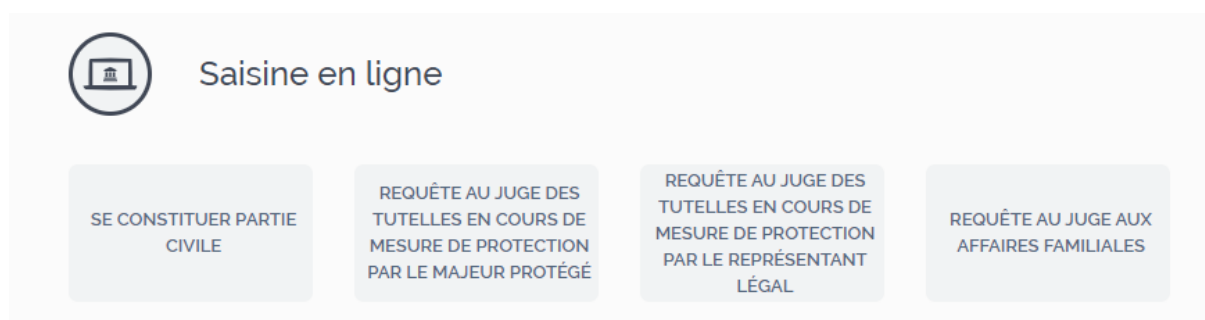 Saisine en ligne
SE CONSTITUER PARTIE
CIVILE
REQUÊTE AU JUGE DES
TUTELLES EN COURS DE
MESURE DE PROTECTION
PAR LE MAJEUR PROTÉGÉ
REQUÊTE AU JUGE DES
TUTELLES EN COURS DE
MESURE DE PROTECTION
PAR LE REPRÉSENTANT
LÉGAL
REQUÊTE AU JUGE AUX
AFFAIRES FAMILIALES